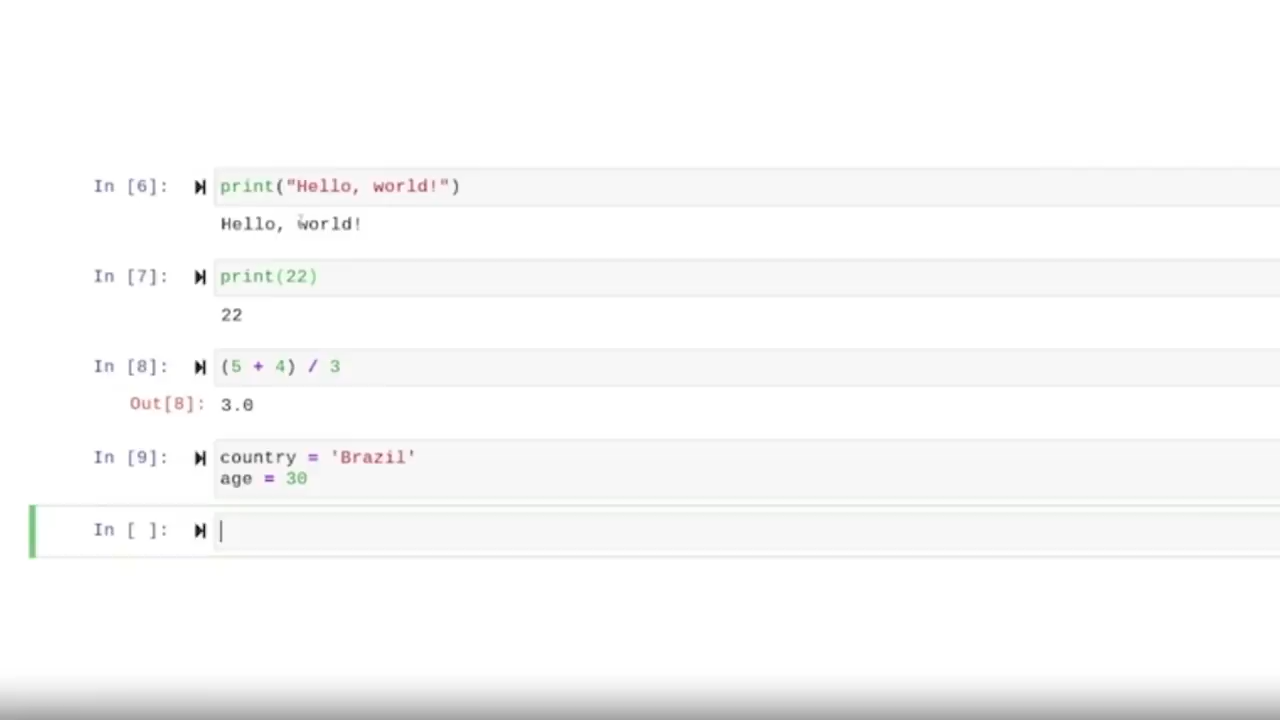 In [6]: print("Hello, world!")
Hello, world!
In [7]: print(22)
22
In [8]: (5 + 4) / 3
Out[8]: 3.0
In [9]: country = 'Brazil'
age = 30
In [ ]: